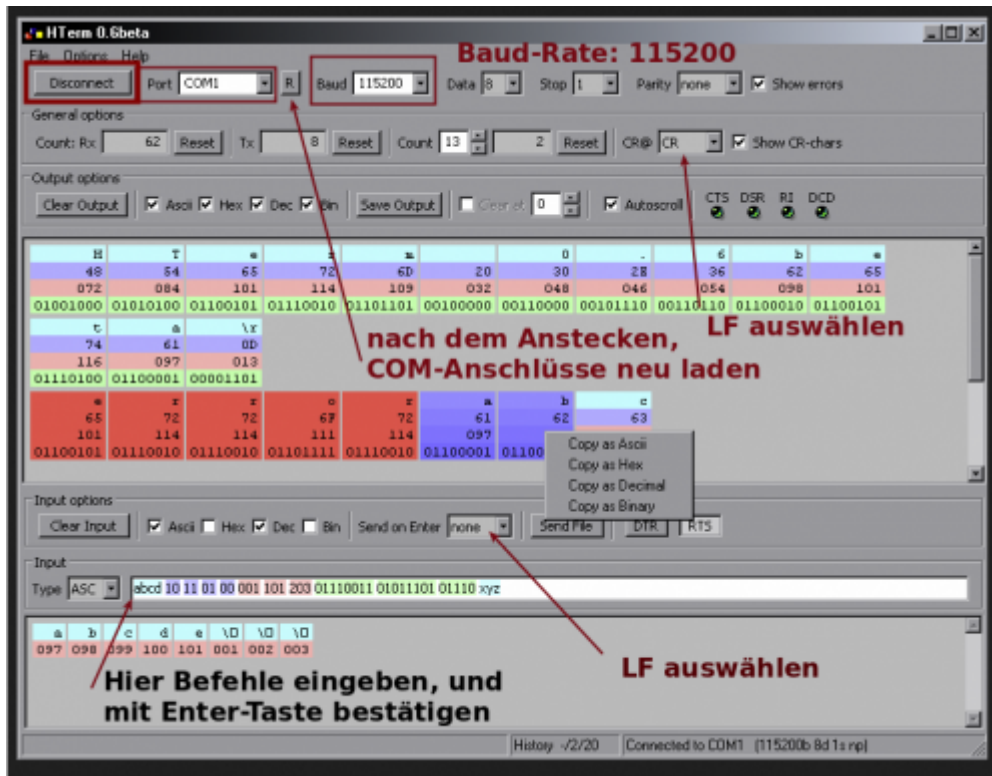 HTerm 0.6beta
File Options Help
Baud-Rate: 115200
Disconnect Port COM1 R Baud 115200 Data 8 Stop 1 Parity none Show errors
General options
Count: Rx 62 Reset Tx 8 Reset Count 13 2 Reset CR@ CR Show CR-chars
Output options
Clear Output Ascii Hex Dec Bin Save Output Clear at 0 Autoscroll CTS DSR RI DCD
H T e r m 0 . 6 b e
48 54 65 72 6D 20 30 2E 36 62 65
072 084 101 114 109 032 048 046 054 098 101
01001000 01010100 01100101 01110010 01101101 00100000 00110000 00101110 00110110 01100010 01100101
t a \r
74 61 0D
116 097 013
01110100 01100001 00001101
nach dem Anstecken,
COM-Anschlüsse neu laden
LF auswählen
e r r o r a b c
65 72 72 6F 72 61 62 63
101 114 114 111 114 097
01100101 01110010 01110010 01101111 01110010 01100001 01100
Copy as Ascii
Copy as Hex
Copy as Decimal
Copy as Binary
Input options
Clear Input Ascii Hex Dec Bin Send on Enter none Send File DTR RTS
Input
Type ASC abcd 10 11 01 00 001 101 203 01110011 01011101 01110 xyz
a b c d e \0 \0 \0
097 098 099 100 101 001 002 003
LF auswählen
Hier Befehle eingeben, und
mit Enter-Taste bestätigen
History -/2/20 Connected to COM1 (115200b 8d 1s np)